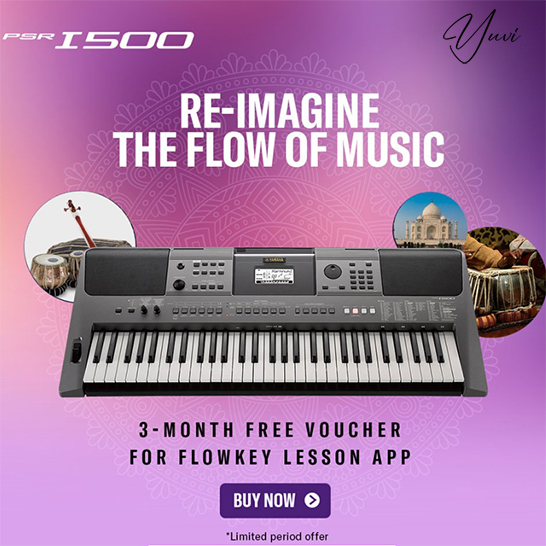 PSR I500
Yuvi
RE-IMAGINE
THE FLOW OF MUSIC
YAMAHA
3-MONTH FREE VOUCHER
FOR FLOWKEY LESSON APP
BUY NOW
*Limited period offer